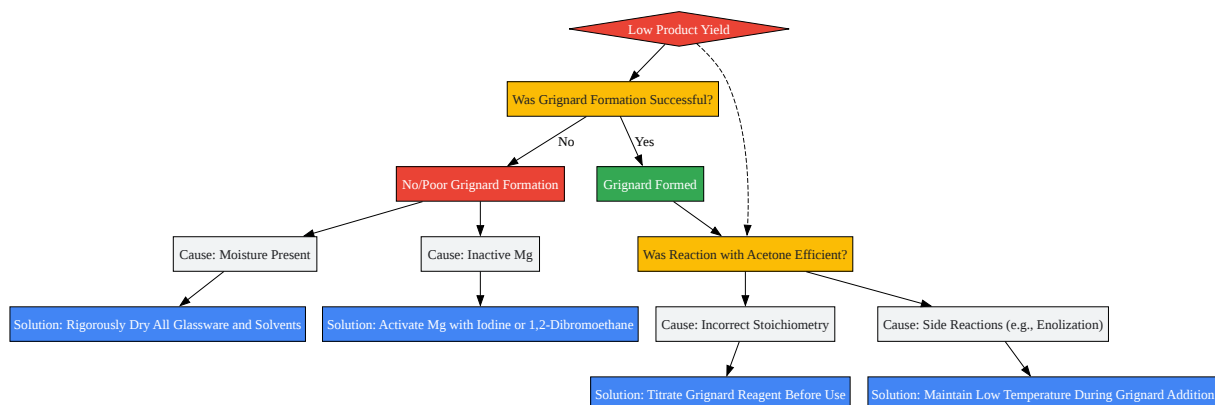 Low Product Yield
Was Grignard Formation Successful?
No
Yes
No/Poor Grignard Formation
Grignard Formed
Cause: Moisture Present
Cause: Inactive Mg
Was Reaction with Acetone Efficient?
Solution: Rigorously Dry All Glassware and Solvents
Solution: Activate Mg with Iodine or 1,2-Dibromoethane
Cause: Incorrect Stoichiometry
Cause: Side Reactions (e.g., Enolization)
Solution: Titrate Grignard Reagent Before Use
Solution: Maintain Low Temperature During Grignard Addition